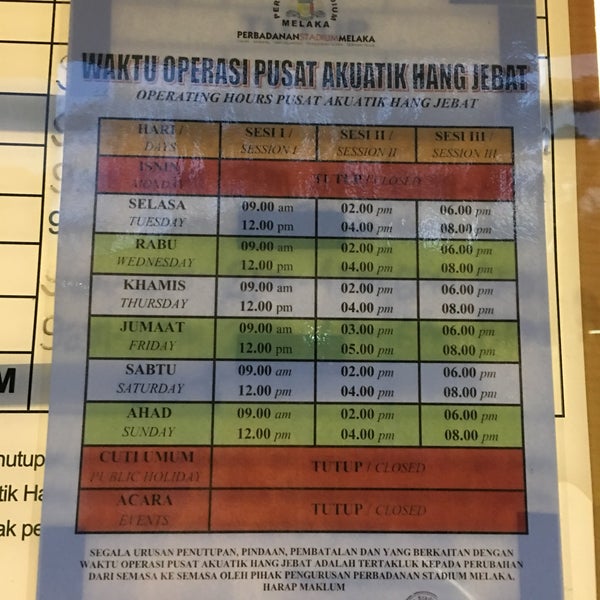 MELAKA
PERBADANAN STADIUM MELAKA
WAKTU OPERASI PUSAT AKUATIK HANG JEBAT
OPERATING HOURS PUSAT AKUATIK HANG JEBAT
HARI / SESI I / SESI II / SESI III /
DAYS SESSION I SESSION II SESSION III
ISNIN
MONDAY TUTUP / CLOSED
SELASA 09.00 am 02.00 pm 06.00 pm
TUESDAY 12.00 pm 04.00 pm 08.00 pm
RABU 09.00 am 02.00 pm 06.00 pm
WEDNESDAY 12.00 pm 04.00 pm 08.00 pm
KHAMIS 09.00 am 02.00 pm 06.00 pm
THURSDAY 12.00 pm 04.00 pm 08.00 pm
JUMAAT 09.00 am 03.00 pm 06.00 pm
FRIDAY 12.00 pm 05.00 pm 08.00 pm
SABTU 09.00 am 02.00 pm 06.00 pm
SATURDAY 12.00 pm 04.00 pm 08.00 pm
AHAD 09.00 am 02.00 pm 06.00 pm
SUNDAY 12.00 pm 04.00 pm 08.00 pm
CUTI UMUM
PUBLIC HOLIDAY TUTUP / CLOSED
ACARA
EVENTS TUTUP / CLOSED
SEGALA URUSAN PENUTUPAN, PINDAAN, PEMBATALAN DAN YANG BERKAITAN DENGAN
WAKTU OPERASI PUSAT AKUATIK HANG JEBAT ADALAH TERTAKLUK KEPADA PERUBAHAN
DARI SEMASA KE SEMASA OLEH PIHAK PENGURUSAN PERBADANAN STADIUM MELAKA.
HARAP MAKLUM